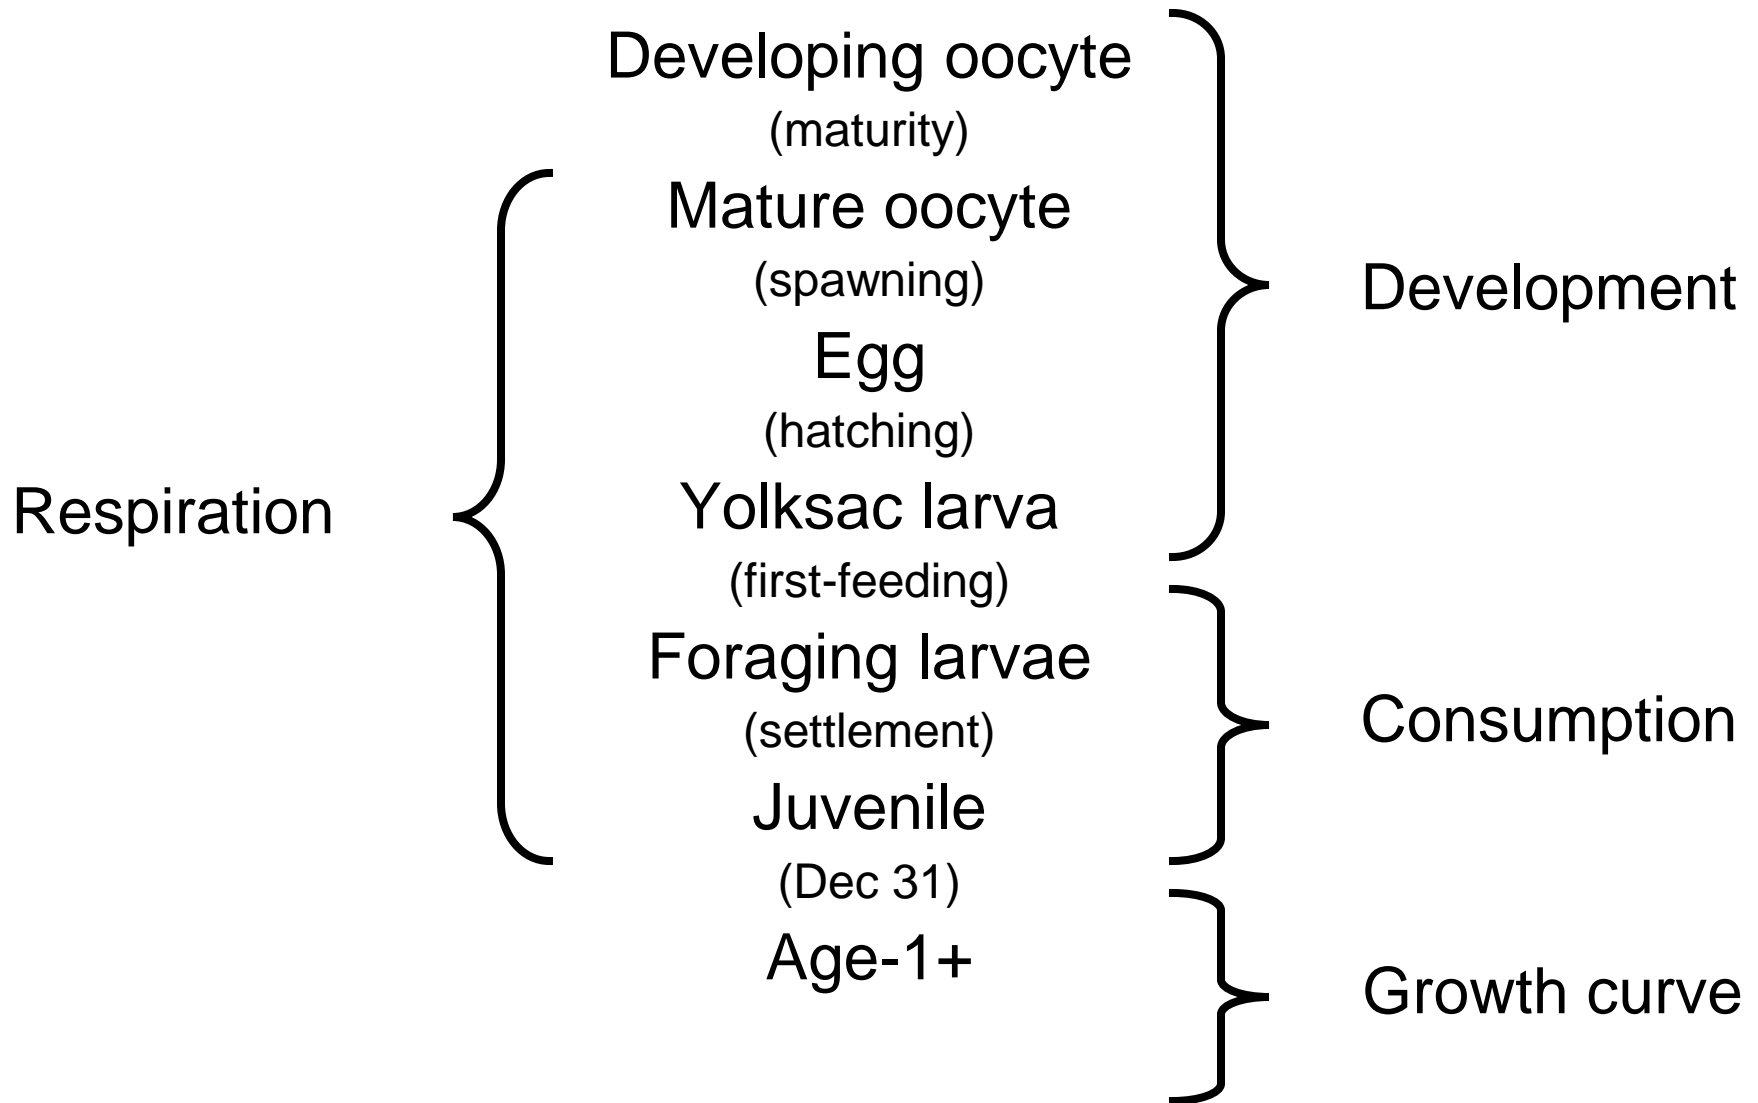 Developing oocyte
(maturity)
Mature oocyte
(spawning)
Egg
(hatching)
Yolksac larva
(first-feeding)
Foraging larvae
(settlement)
Juvenile
(Dec 31)
Age-1+
Respiration
Development
Consumption
Growth curve